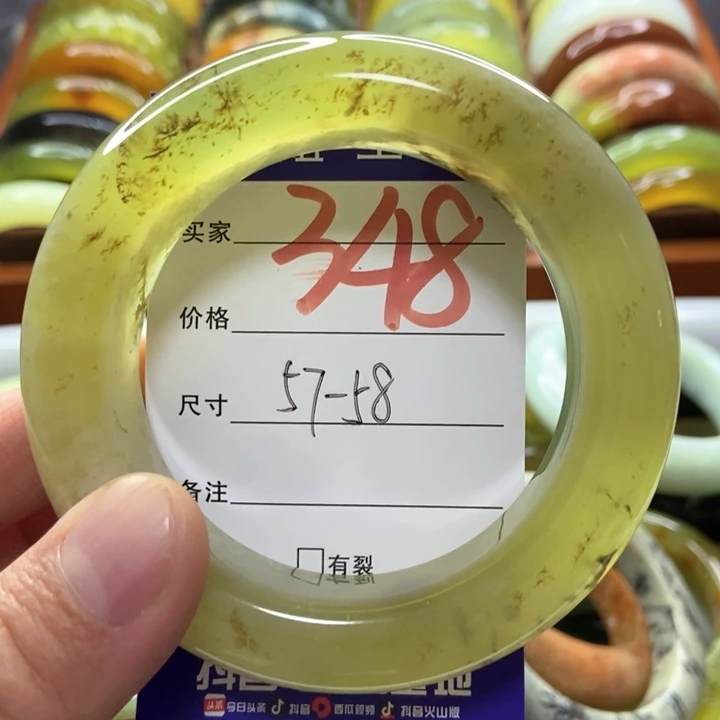 买家 348
价格
尺寸 57-58
备注
有裂
今日头条 抖音 西瓜视频 抖音火山版